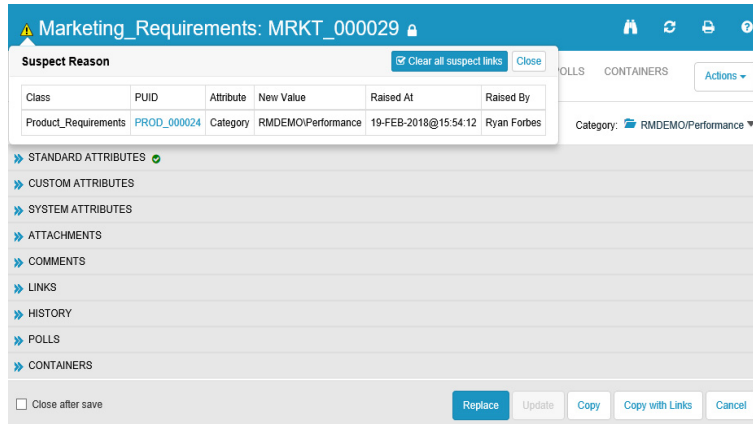 Marketing_Requirements: MRKT_000029
Suspect Reason
Clear all suspect links Close
OLLS CONTAINERS Actions
Class PUID Attribute New Value Raised At Raised By
Product_Requirements PROD_000024 Category RMDEMO\Performance 19-FEB-2018@15:54:12 Ryan Forbes
Category: RMDEMO/Performance
STANDARD ATTRIBUTES
CUSTOM ATTRIBUTES
SYSTEM ATTRIBUTES
ATTACHMENTS
COMMENTS
LINKS
HISTORY
POLLS
CONTAINERS
Close after save Replace Update Copy Copy with Links Cancel